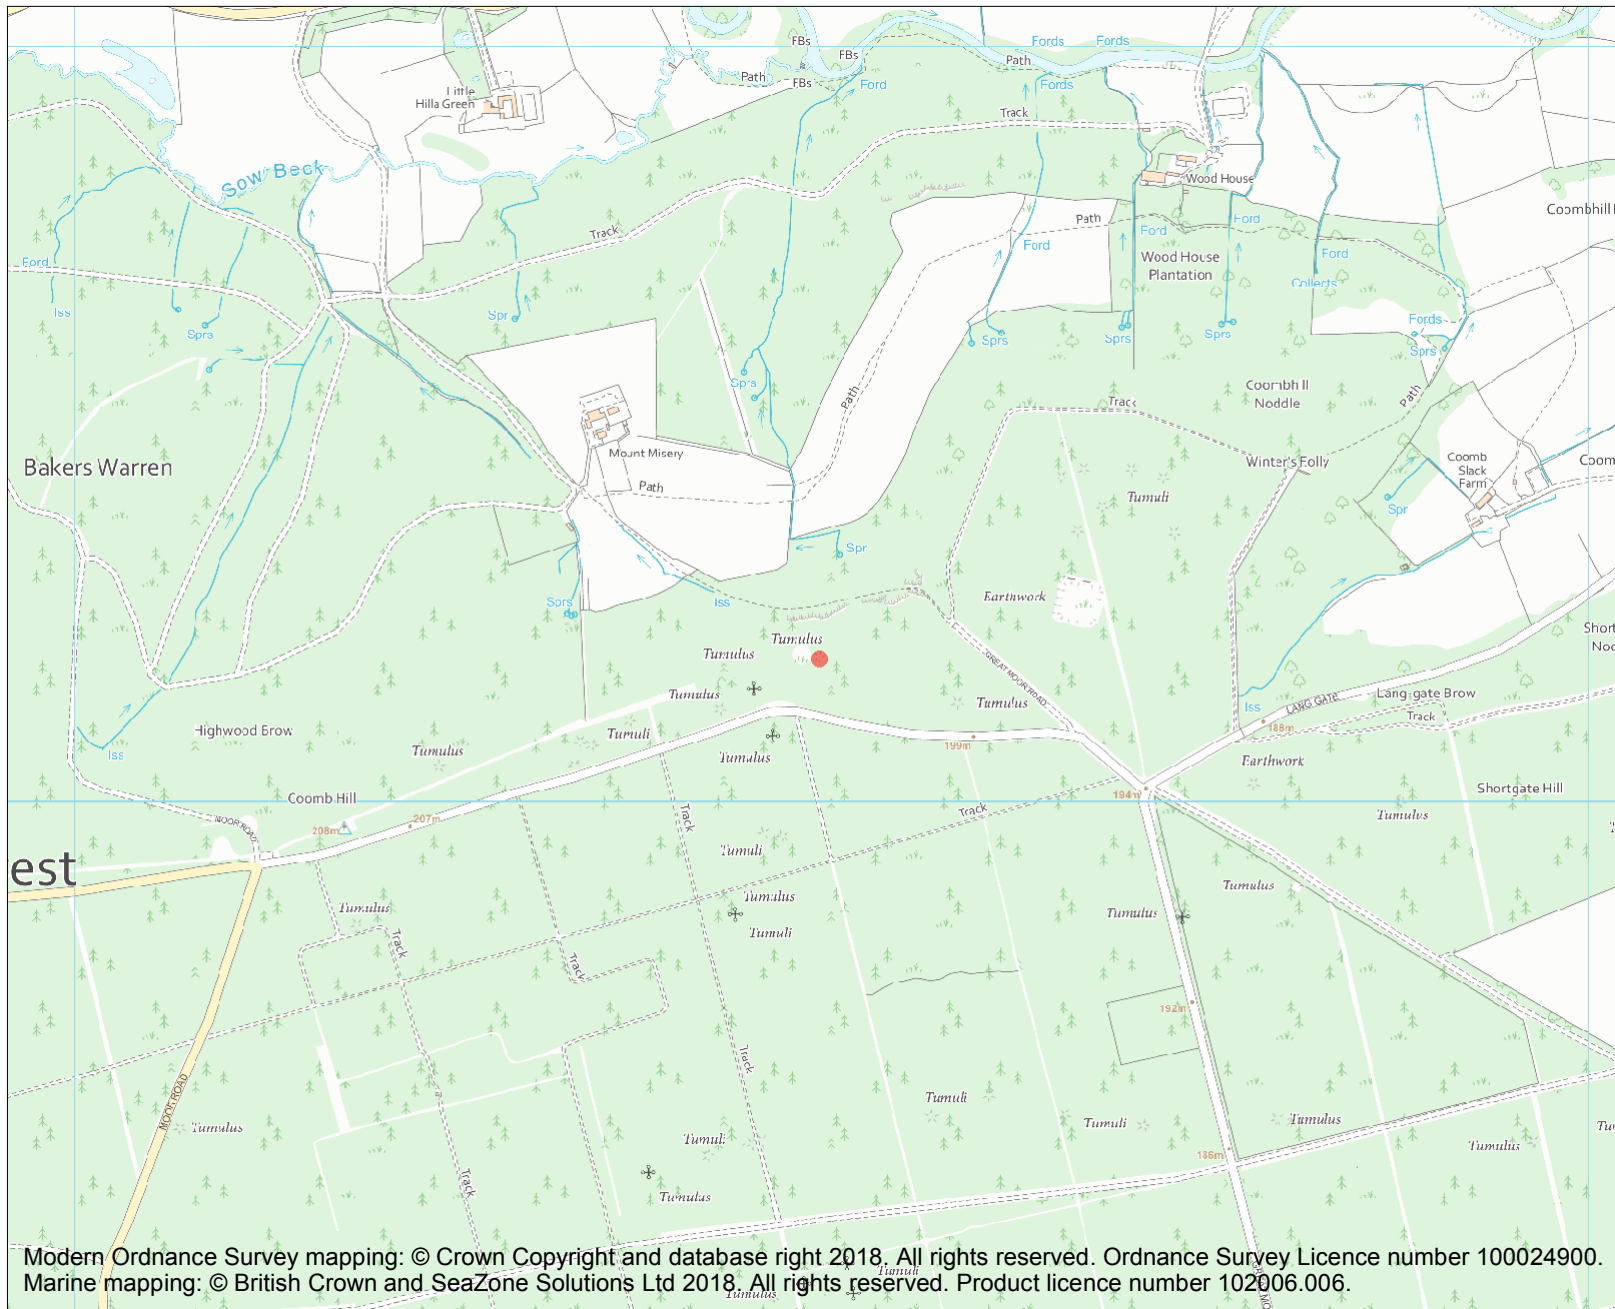 FBs
FBs
Fords
Fords
Path
Path
FBs
Ford
Fords
Little
Hilla Green
Track
Sow Beck
Wood House
Coombhill
Path
Ford
Track
Ford
Ford
Ford
Ford
Wood House
Plantation
Collects
Iss
Spr
Fords
Sprs
Sprs
Sprs
Sprs
Sprs
Sprs
Coombhill
Noddle
Path
Path
Track
Mount Misery
Bakers Warren
Winter's Folly
Coomb
Slack
Farm
Coom
Path
Tumuli
Spr
Spr
Earthwork
Sprs
Iss
Tumulus
Tumulus
Short
Noo
GREAT MOOR ROAD
Tumulus
Tumulus
Lang-gate Brow
LANG GATE
Iss
Track
188m
Highwood Brow
Tumuli
Tumulus
199m
Iss
Tumulus
Earthwork
Coomb Hill
194m
Shortgate Hill
Track
Track
Tumulus
MOOR ROAD
208m
207m
Tumuli
est
Tumulus
Tumulus
Tumulus
Tumulus
Tumuli
Track
Track
192m
Track
MOOR ROAD
Tumuli
Tumulus
Tumuli
Tumulus
Tumuli
Tumulus
Tu
188m
Track
Tumulus
Tumuli
Tumulus
Modern Ordnance Survey mapping: © Crown Copyright and database right 2018. All rights reserved. Ordnance Survey Licence number 100024900.
Marine mapping: © British Crown and SeaZone Solutions Ltd 2018. All rights reserved. Product licence number 102006.006.